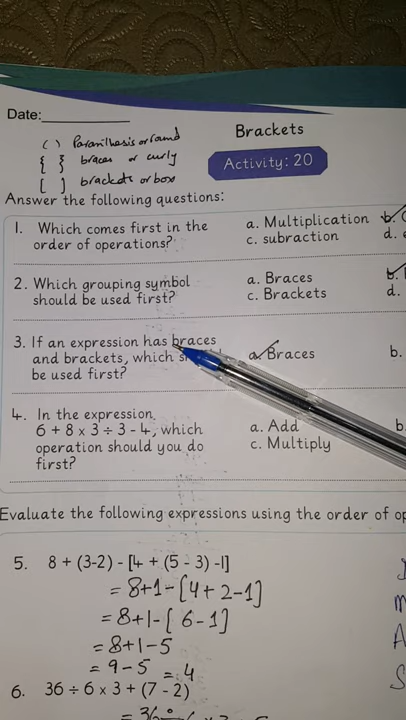 Date:
Brackets
( ) Paranthesis or round
{ } braces or curly
[ ] brackets or box
Activity: 20
Answer the following questions:
1. Which comes first in the order of operations?
a. Multiplication b.
c. subraction d.
2. Which grouping symbol should be used first?
a. Braces b.
c. Brackets d.
3. If an expression has braces
and brackets, which
be used first?
a. Braces b.
4. In the expression
6 + 8 x 3 ÷ 3 - 4, which
operation should you do
first?
a. Add b
c. Multiply
Evaluate the following expressions using the order of op
5. 8 + (3-2) - [4 + (5 - 3) -1]
= 8+1-[4+2-1]
= 8+1-[6-1]
= 8+1-5
= 9-5 = 4
6. 36 ÷ 6 x 3 + (7 - 2)